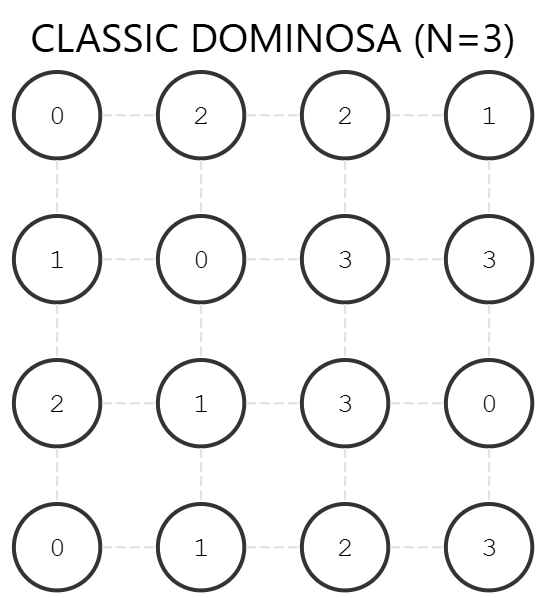 CLASSIC DOMINOSA (N=3)
0 2 2 1
1 0 3 3
2 1 3 0
0 1 2 3